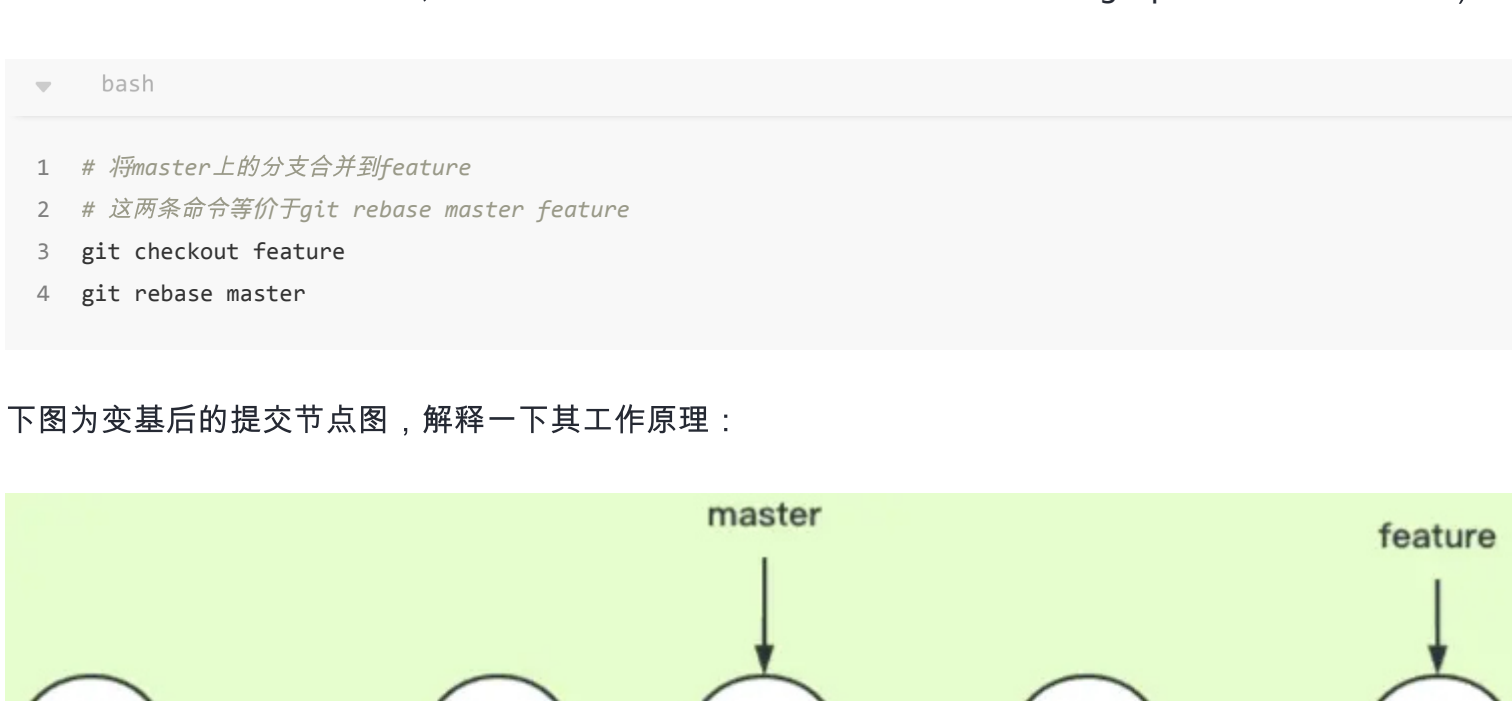 bash
1 # 将master上的分支合并到feature
2 # 这两条命令等价于git rebase master feature
3 git checkout feature
4 git rebase master
下图为变基后的提交节点图，解释一下其工作原理：
master
feature